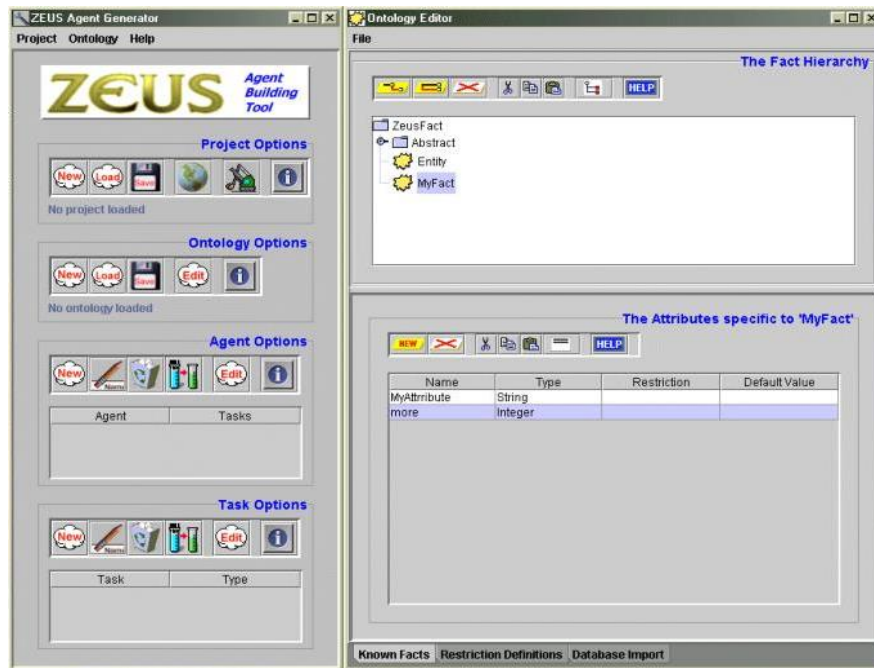 ZEUS Agent Generator
Project Ontology Help
ZEUS Agent
Building
Tool
Project Options
New Load Save
No project loaded
Ontology Options
New Load Save Edit
No ontology loaded
Agent Options
New Name Edit
Agent Tasks
Task Options
New Name Edit
Task Type
Ontology Editor
File
The Fact Hierarchy
HELP
ZeusFact
Abstract
Entity
MyFact
The Attributes specific to 'MyFact'
NEW HELP
Name Type Restriction Default Value
MyAttrribute String
more Integer
Known Facts Restriction Definitions Database Import